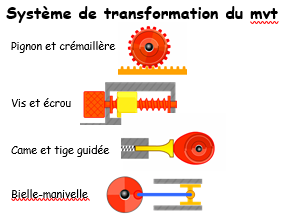 Système de transformation du mvt
Pignon et crémaillère
Vis et écrou
Came et tige guidée
Bielle-manivelle